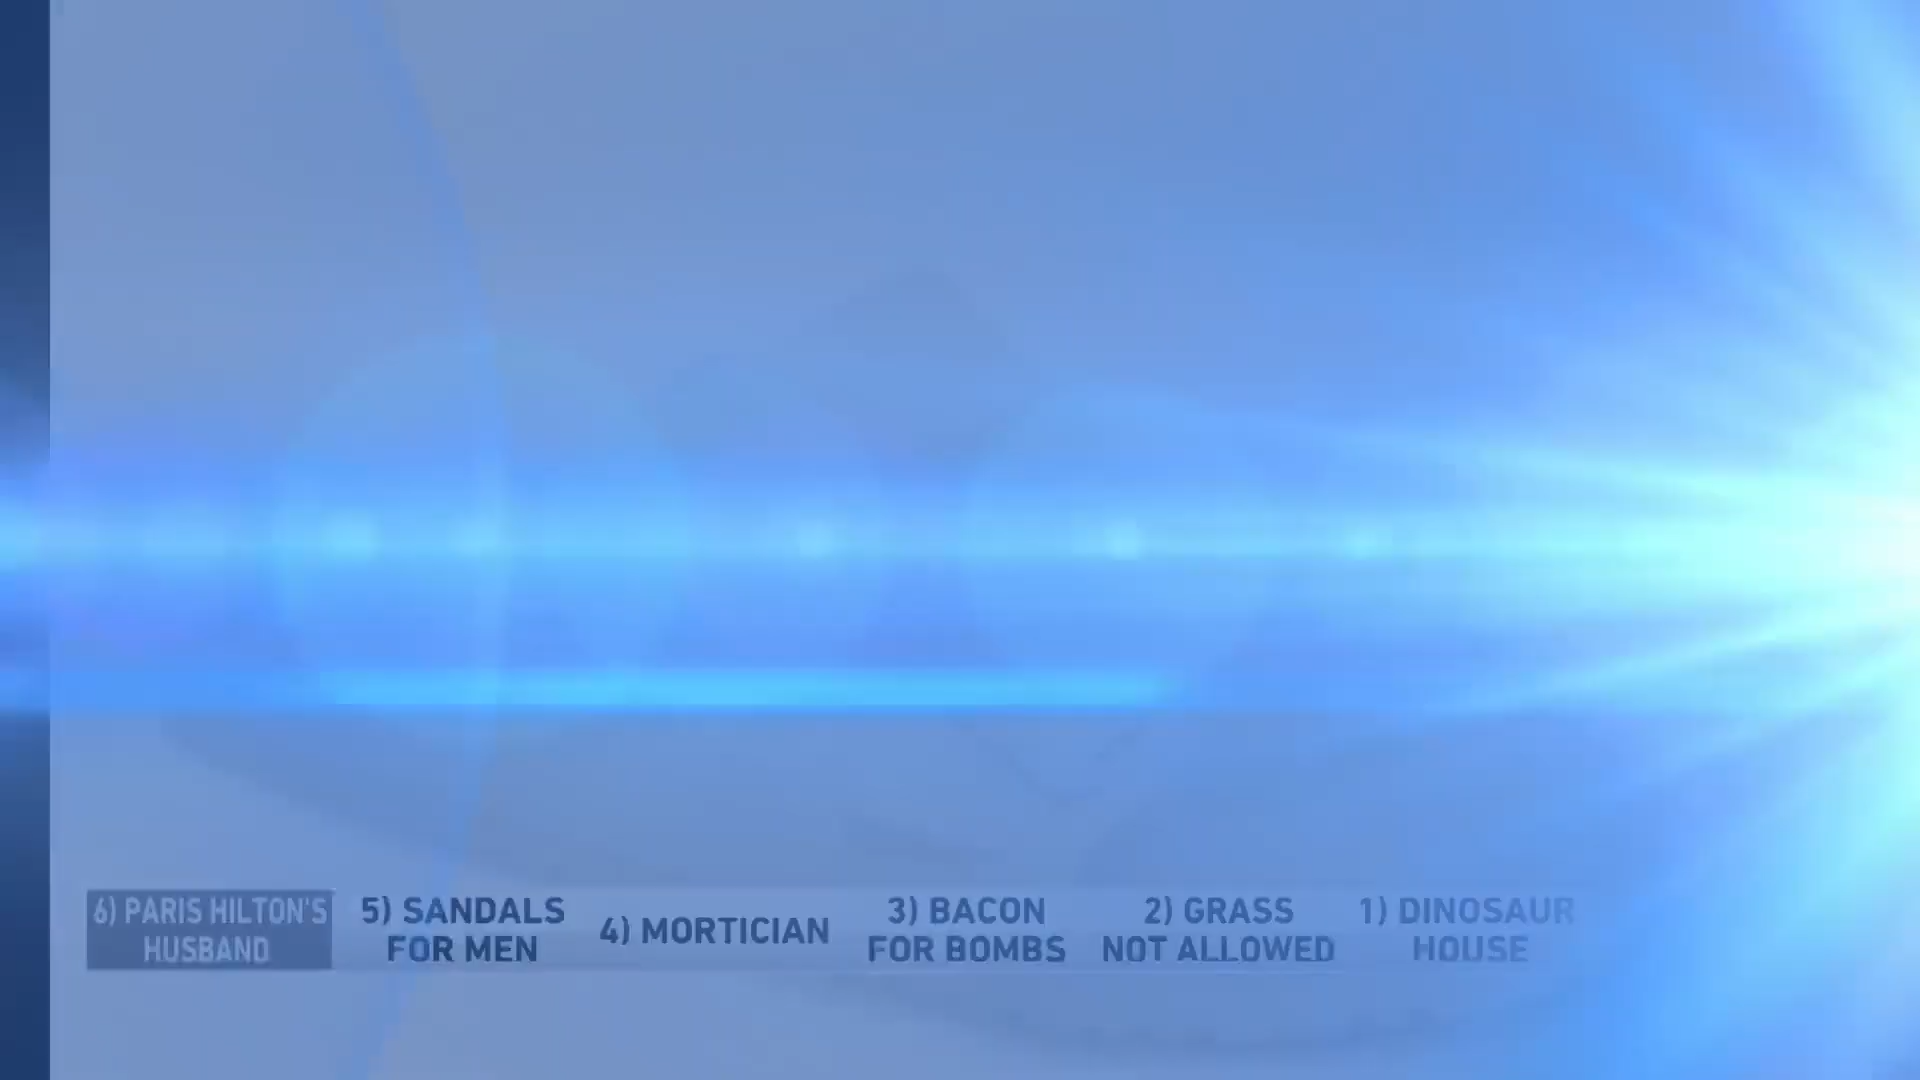 6) PARIS HILTON'S
HUSBAND
5) SANDALS
FOR MEN
4) MORTICIAN
3) BACON
FOR BOMBS
2) GRASS
NOT ALLOWED
1) DINOSAUR
HOUSE